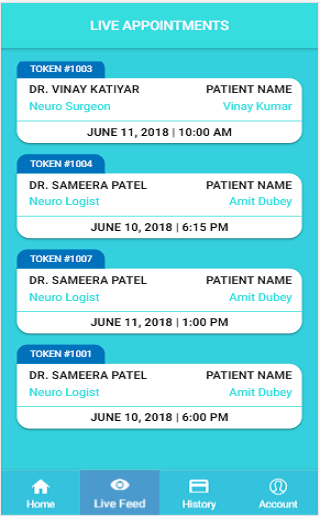 LIVE APPOINTMENTS
TOKEN #1003
DR. VINAY KATIYAR PATIENT NAME
Neuro Surgeon Vinay Kumar
JUNE 11, 2018 | 10:00 AM
TOKEN #1004
DR. SAMEERA PATEL PATIENT NAME
Neuro Logist Amit Dubey
JUNE 10, 2018 | 6:15 PM
TOKEN #1007
DR. SAMEERA PATEL PATIENT NAME
Neuro Logist Amit Dubey
JUNE 11, 2018 | 1:00 PM
TOKEN #1001
DR. SAMEERA PATEL PATIENT NAME
Neuro Logist Amit Dubey
JUNE 10, 2018 | 6:00 PM
Home Live Feed History Account